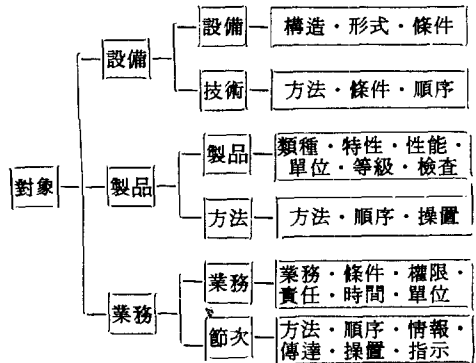 設備
構造・形式・條件
設備
技術
方法・條件・順序
製品
類種・特性・性能・
單位・等級・檢査
對象
製品
方法
方法・順序・操置
業務
業務・條件・權限・
責任・時間・單位
業務
節次
方法・順序・情報・
傳達・操置・指示